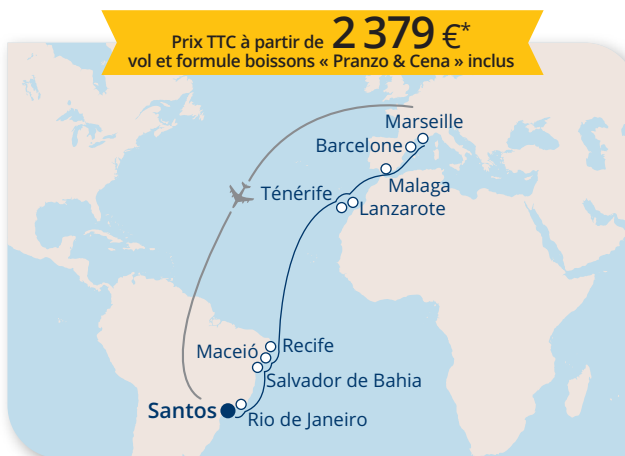 Prix TTC à partir de 2 379 €*
vol et formule boissons « Pranzo & Cena » inclus
Marseille
Barcelone
Malaga
Ténérife
Lanzarote
Recife
Maceió
Salvador de Bahia
Santos
Rio de Janeiro